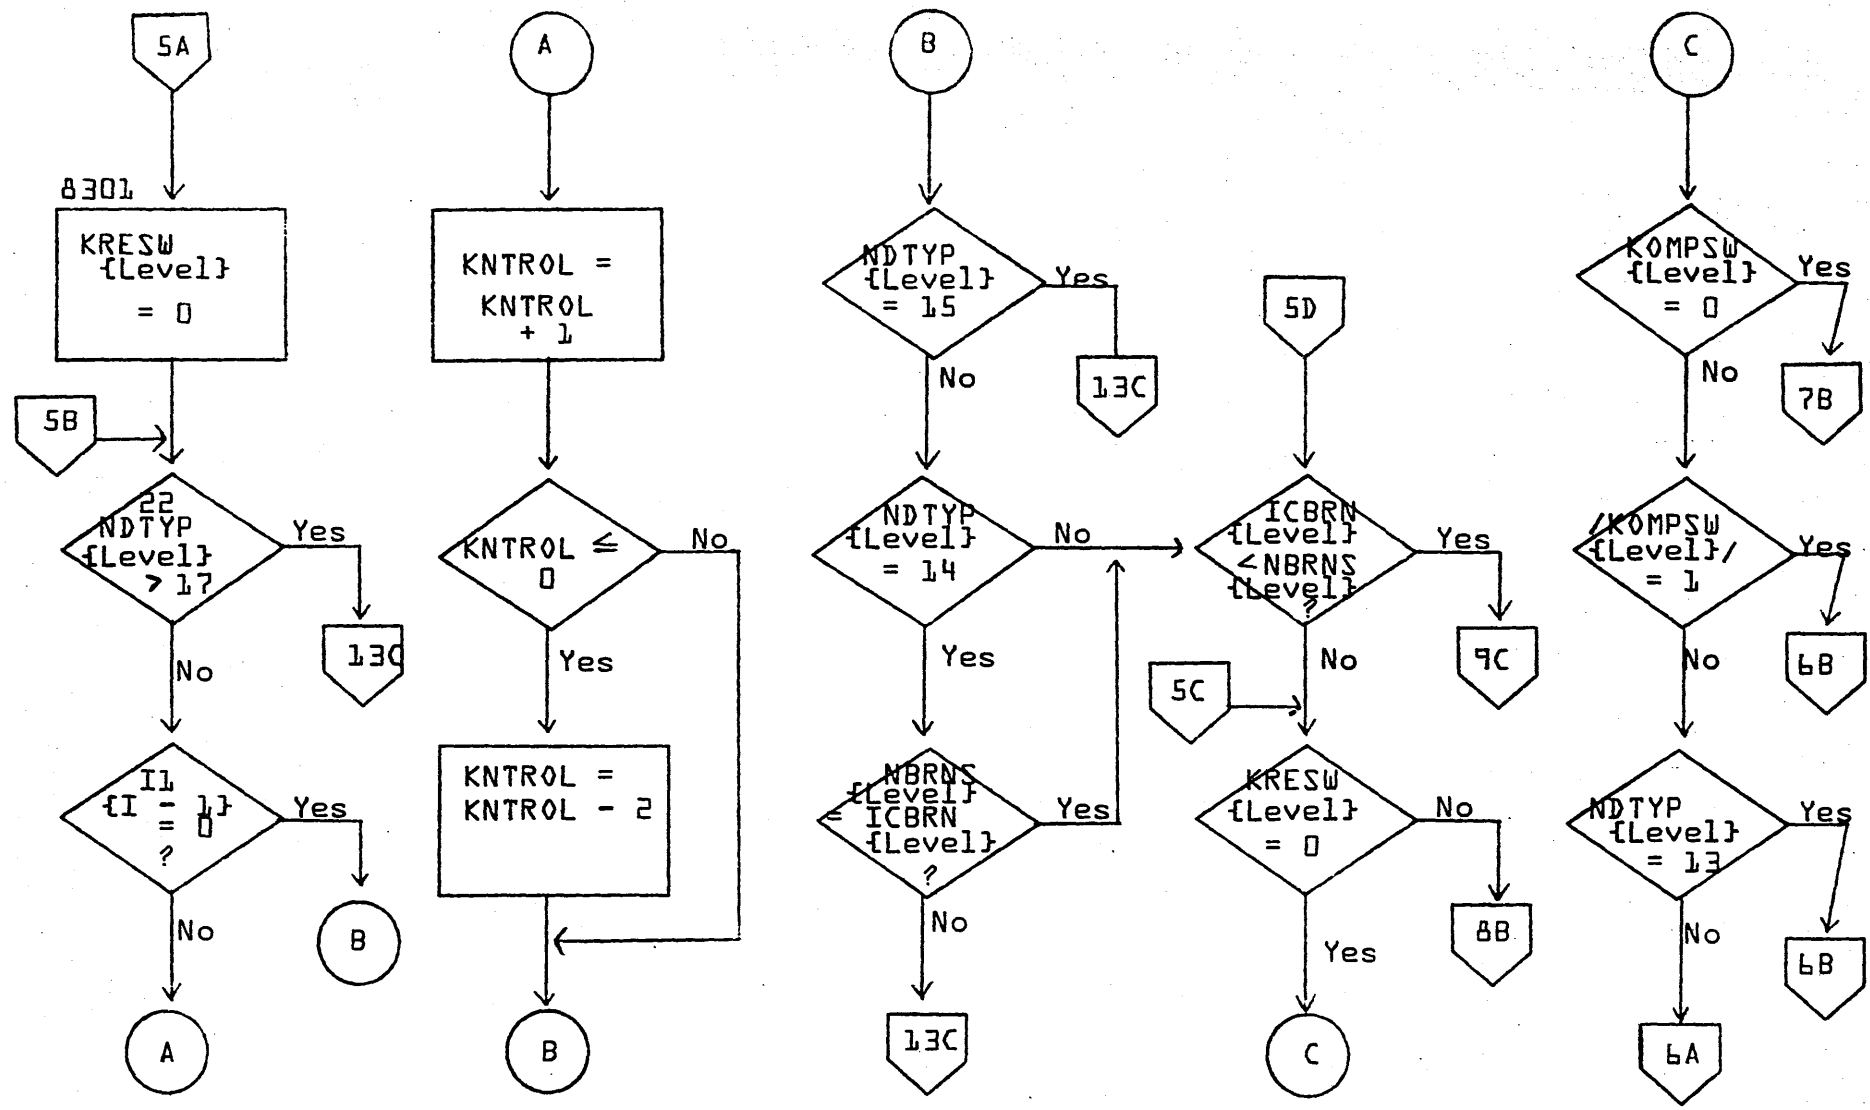 5A
8301
KRESW
{Level}
= 0
5B
22
NDTYP
{Level}
> 17
Yes
13C
No
I1
{I - 1}
= 0
?
Yes
B
No
A
A
KNTROL =
KNTROL
+ 1
KNTROL ≤
0
No
Yes
KNTROL =
KNTROL - 2
B
B
NDTYP
{Level}
= 15
Yes
13C
No
NDTYP
{Level}
= 14
No
Yes
NBRNS
{Level}
= ICBRN
{Level}
?
Yes
No
13C
5D
ICBRN
{Level}
<NBRNS
{Level}
?
Yes
9C
No
5C
KRESW
{Level}
= 0
No
8B
Yes
C
C
KOMPSW
{Level}
= 0
Yes
7B
No
/KOMPSW
{Level}/
= 1
Yes
6B
No
NDTYP
{Level}
= 13
Yes
6B
No
6A